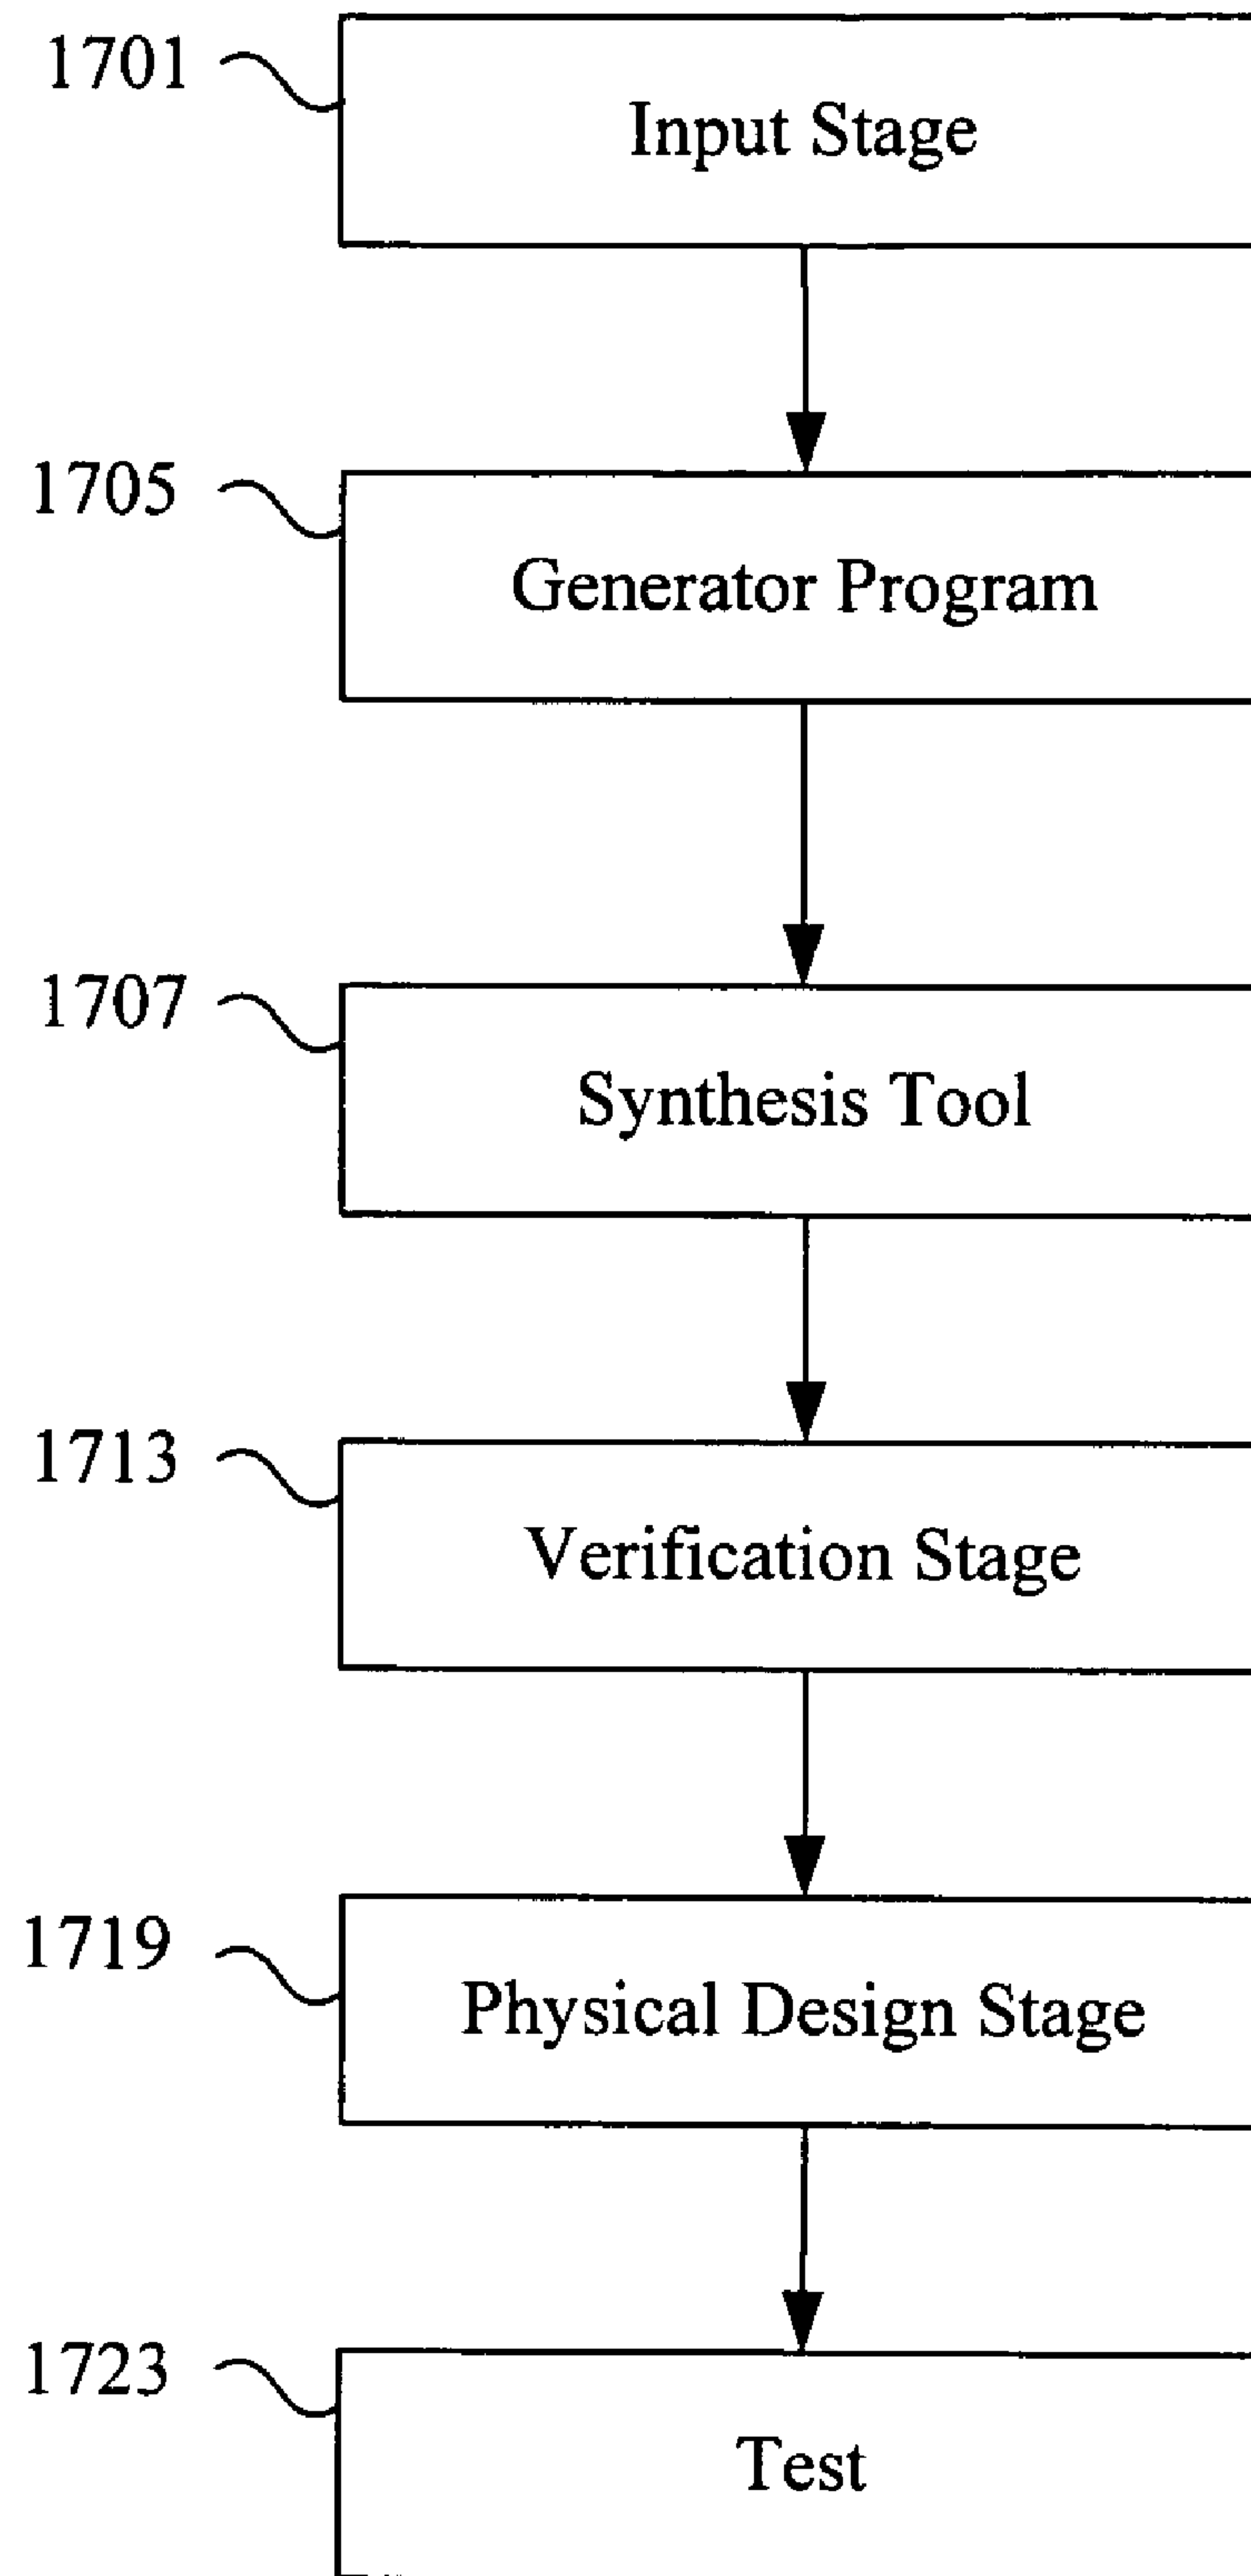 1701
Input Stage
1705
Generator Program
1707
Synthesis Tool
1713
Verification Stage
1719
Physical Design Stage
1723
Test